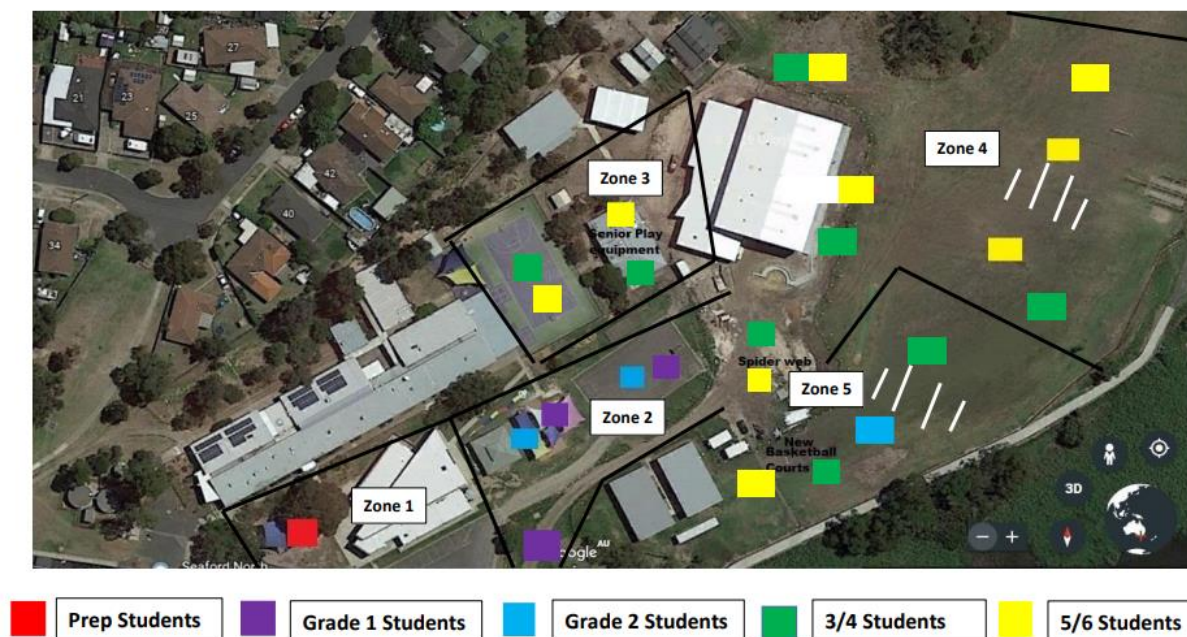 27
21
23
25
42
40
34
Zone 4
Zone 3
Senior Play
equipment
Spider web
Zone 5
Zone 2
New
Basketball
Courts
Zone 1
3D
AU
oogle
Seaford Nor h
Prep Students
Grade 1 Students
Grade 2 Students
3/4 Students
5/6 Students